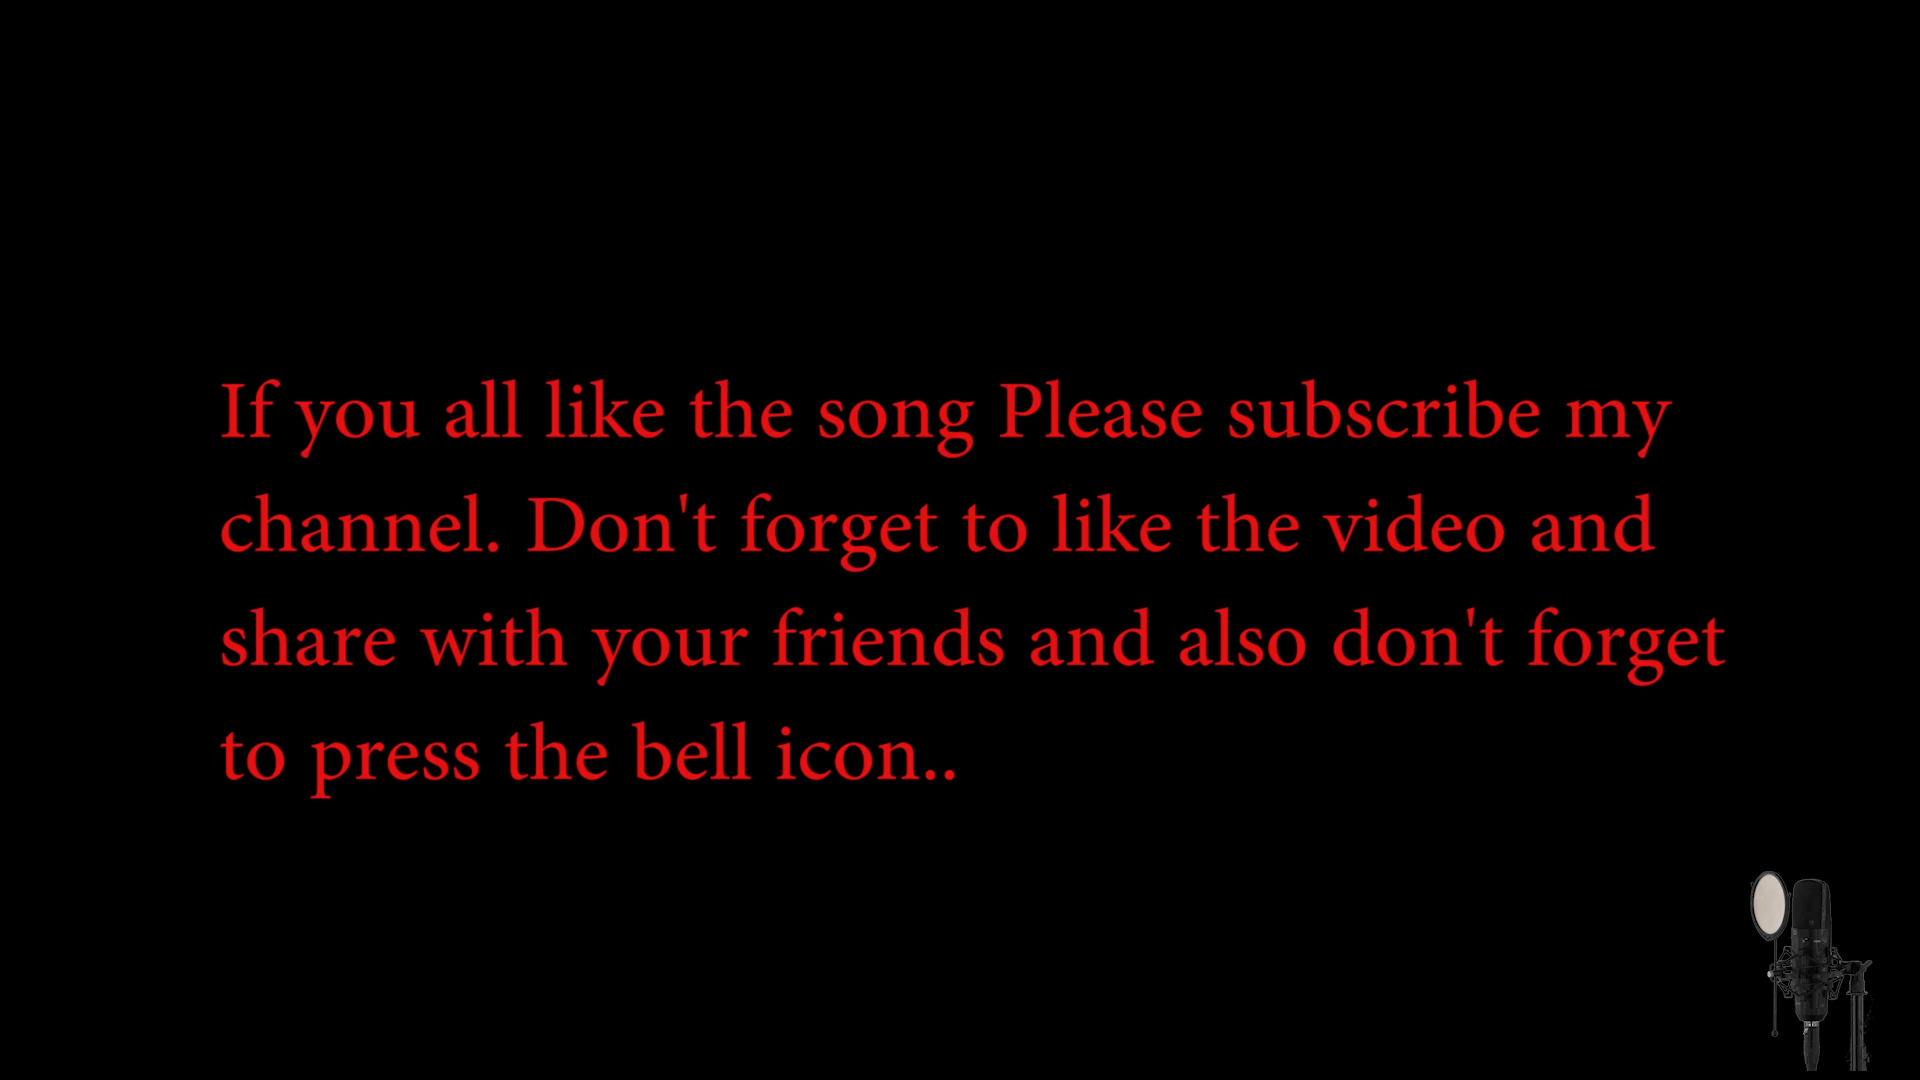 If you all like the song Please subscribe my
channel. Don't forget to like the video and
share with your friends and also don't forget
to press the bell icon..